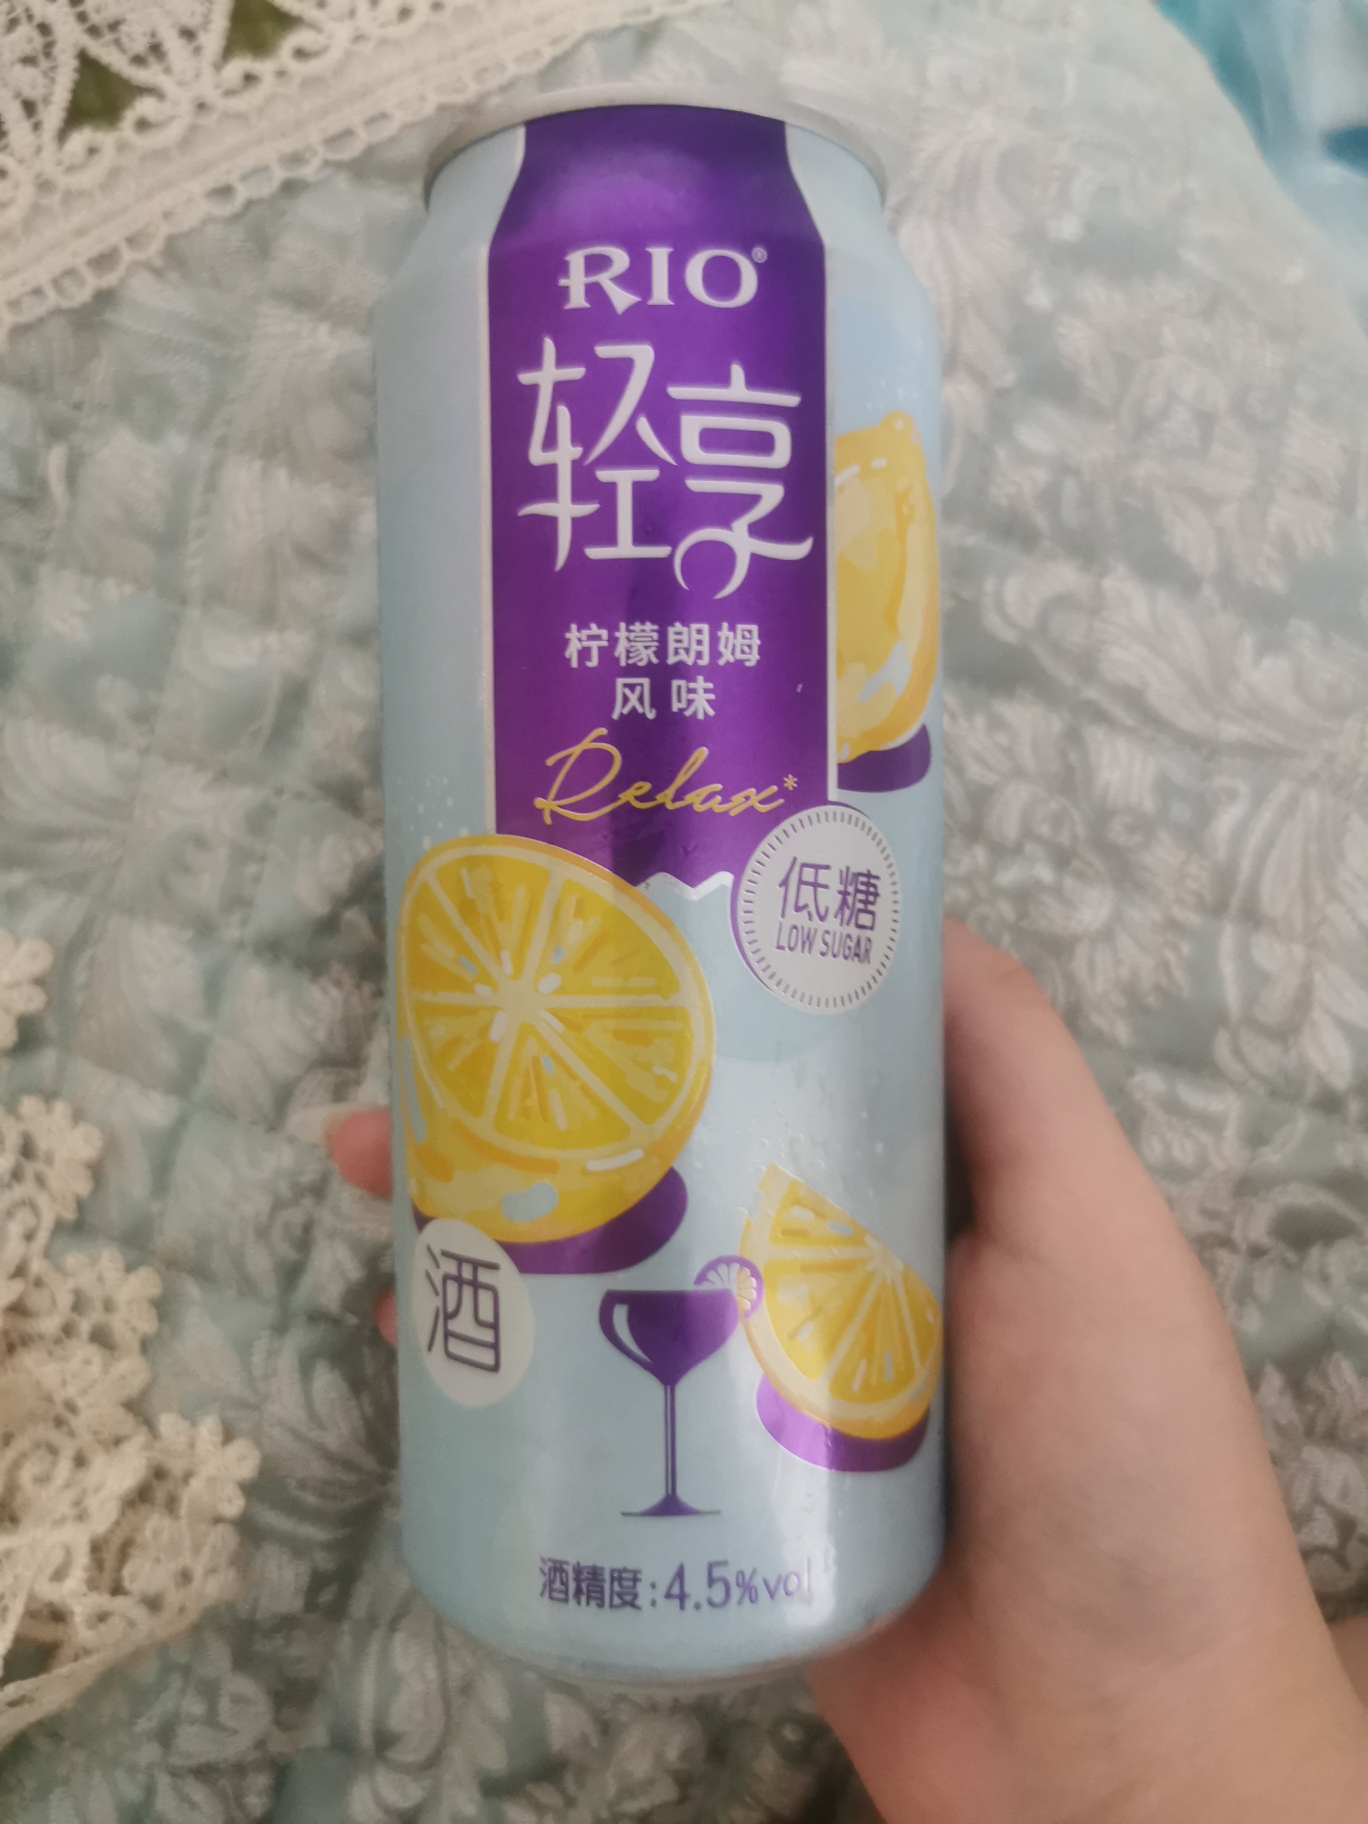 RIO®
轻享
柠檬朗姆
风味
Relax*
低糖
LOW SUGAR
酒
酒精度:4.5%vol